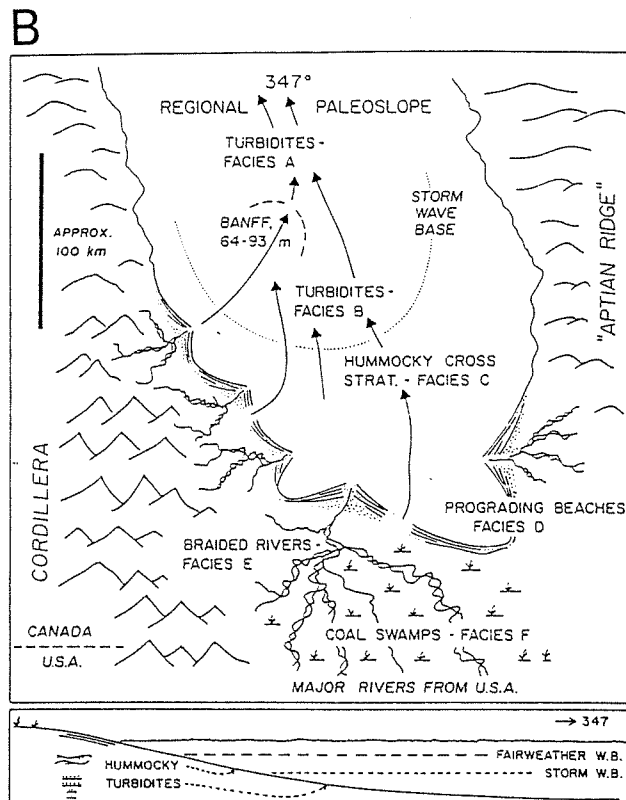 B
347°
REGIONAL PALEOSLOPE
TURBIDITES -
FACIES A
APPROX.
100 km
BANFF,
64-93 m
STORM
WAVE
BASE
"APTIAN RIDGE"
TURBIDITES -
FACIES B
HUMMOCKY CROSS
STRAT. - FACIES C
CORDILLERA
PROGRADING BEACHES
FACIES D
BRAIDED RIVERS -
FACIES E
COAL SWAMPS - FACIES F
CANADA
U.S.A.
MAJOR RIVERS FROM U.S.A.
→ 347
FAIRWEATHER W.B.
HUMMOCKY
STORM W.B.
TURBIDITES